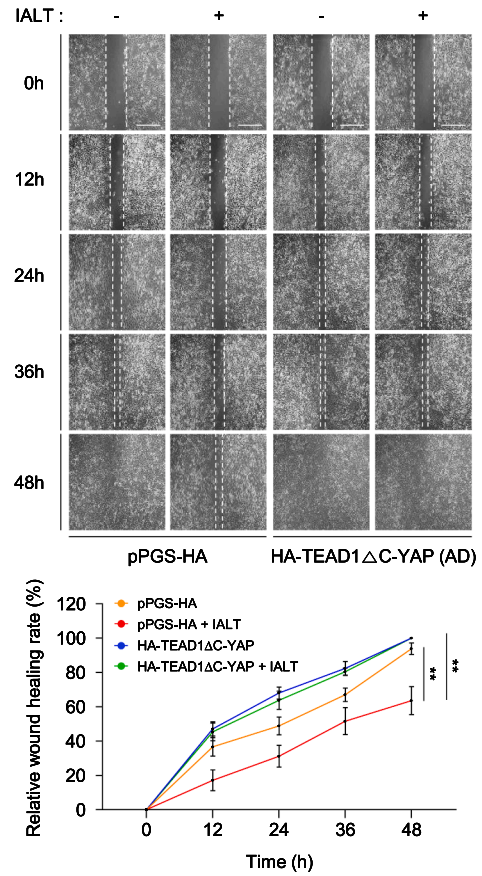 IALT : - + - +
0h
12h
24h
36h
48h
pPGS-HA HA-TEAD1△C-YAP (AD)
Relative wound healing rate (%)
120
100
80
60
40
20
0
pPGS-HA
pPGS-HA + IALT
HA-TEAD1ΔC-YAP
HA-TEAD1ΔC-YAP + IALT
**
**
0 12 24 36 48
Time (h)